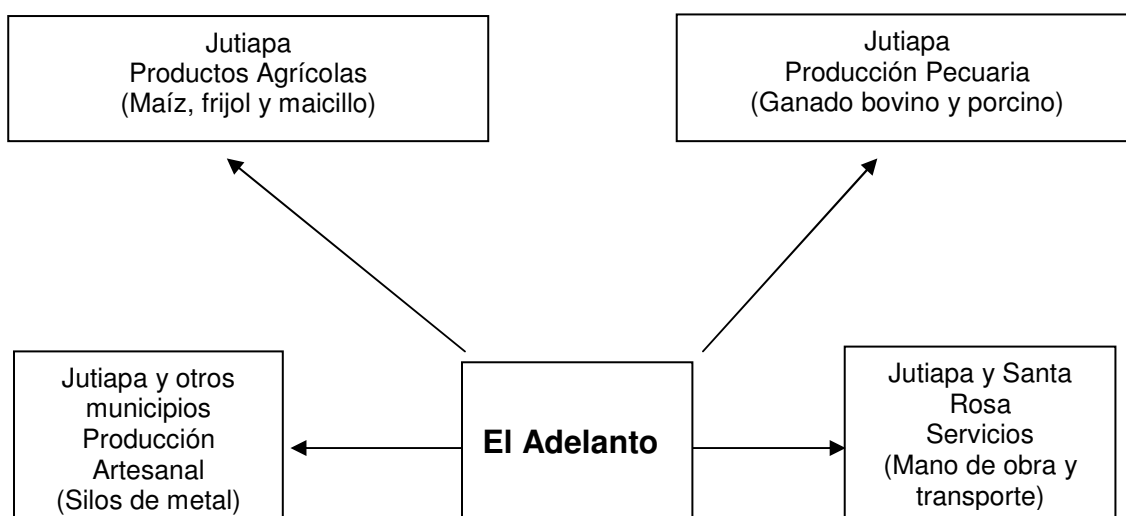 Jutiapa
Productos Agrícolas
(Maíz, frijol y maicillo)
Jutiapa
Producción Pecuaria
(Ganado bovino y porcino)
Jutiapa y otros
municipios
Producción
Artesanal
(Silos de metal)
El Adelanto
Jutiapa y Santa
Rosa
Servicios
(Mano de obra y
transporte)